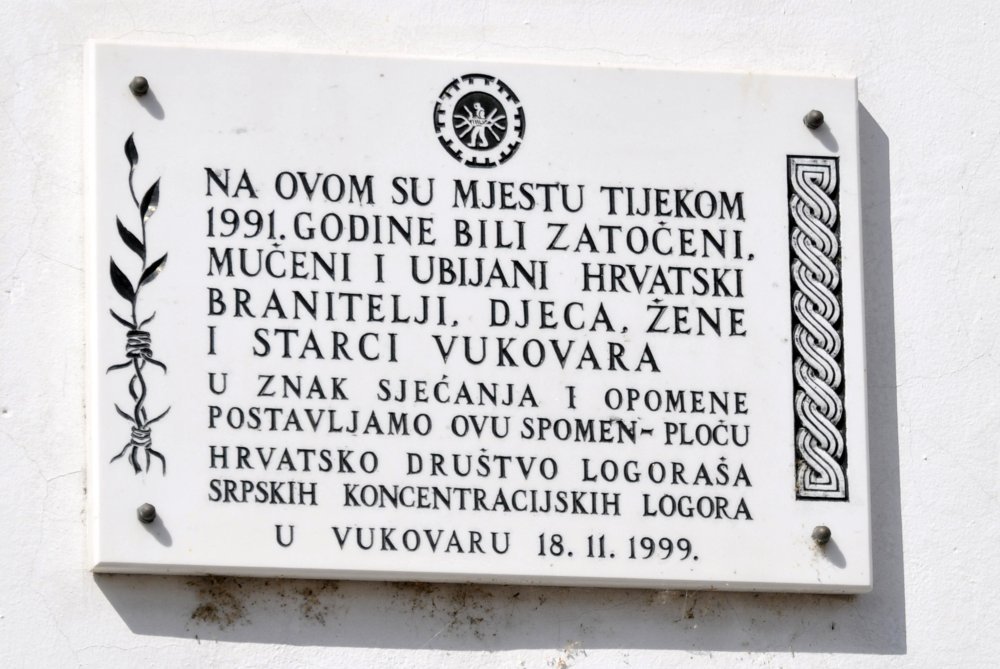 NA OVOM SU MJESTU TIJEKOM
1991. GODINE BILI ZATOČENI,
MUČENI I UBIJANI HRVATSKI
BRANITELJI, DJECA, ŽENE
I STARCI VUKOVARA
U ZNAK SJEĆANJA I OPOMENE
POSTAVLJAMO OVU SPOMEN-PLOČU
HRVATSKO DRUŠTVO LOGORAŠA
SRPSKIH KONCENTRACIJSKIH LOGORA
U VUKOVARU 18. 11. 1999.